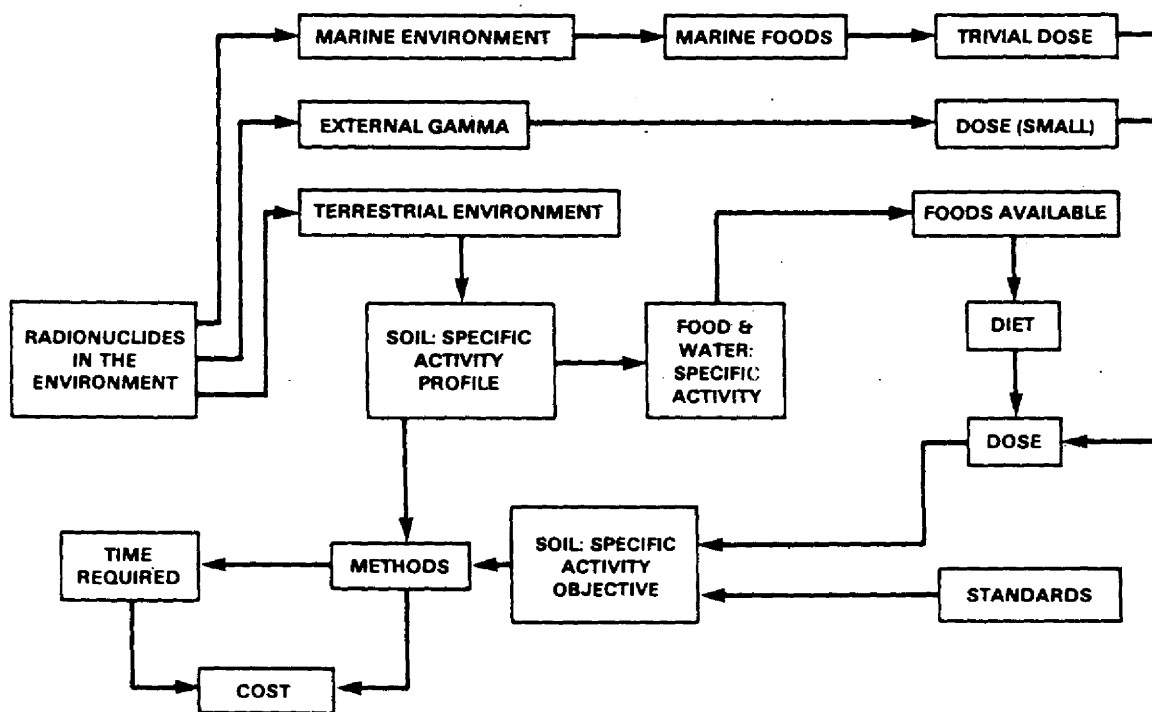 MARINE ENVIRONMENT
MARINE FOODS
TRIVIAL DOSE
EXTERNAL GAMMA
DOSE (SMALL)
TERRESTRIAL ENVIRONMENT
FOODS AVAILABLE
RADIONUCLIDES
IN THE
ENVIRONMENT
SOIL: SPECIFIC
ACTIVITY
PROFILE
FOOD &
WATER:
SPECIFIC
ACTIVITY
DIET
DOSE
TIME
REQUIRED
METHODS
SOIL: SPECIFIC
ACTIVITY
OBJECTIVE
STANDARDS
COST